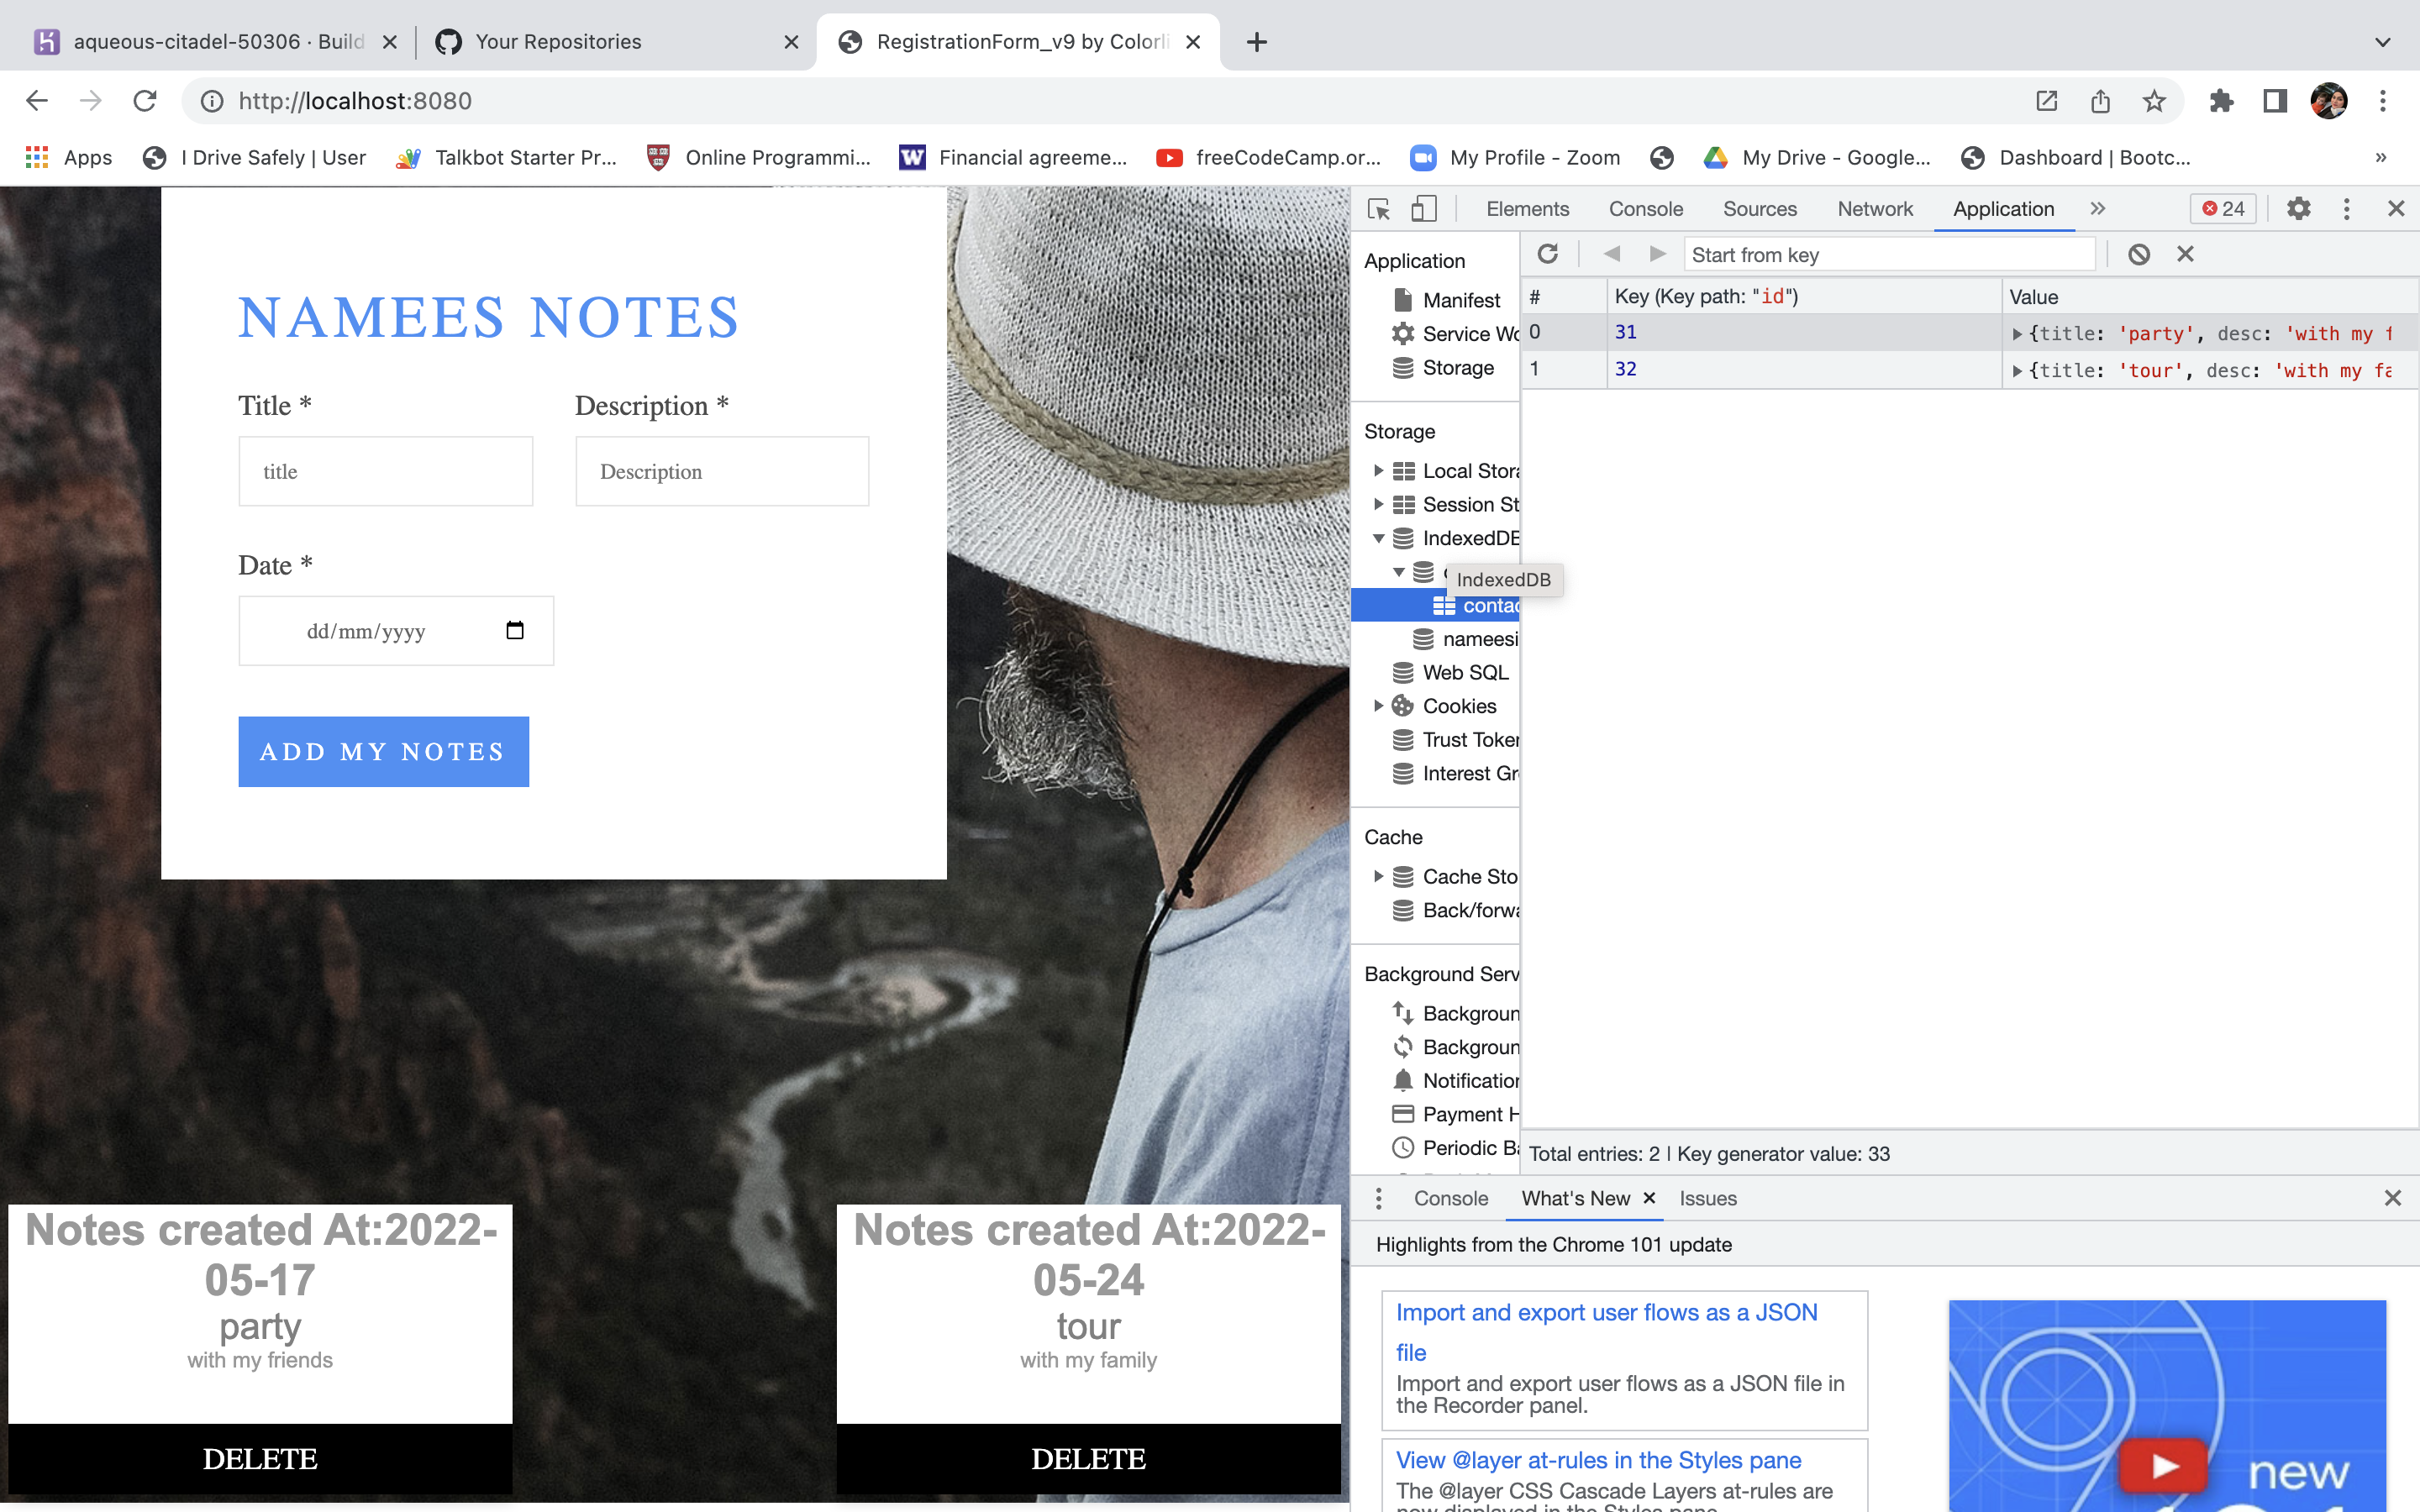 aqueous-citadel-50306 · Build
Your Repositories
RegistrationForm_v9 by Colorli
http://localhost:8080
Apps
I Drive Safely | User
Talkbot Starter Pr...
Online Programmi...
Financial agreeme...
freeCodeCamp.or...
My Profile - Zoom
My Drive - Google...
Dashboard | Bootc...
»
NAMEES NOTES
Title *
Description *
title
Description
Date *
dd/mm/yyyy
ADD MY NOTES
Notes created At:2022-
05-17
party
with my friends
DELETE
Notes created At:2022-
05-24
tour
with my family
DELETE
Elements
Console
Sources
Network
Application
»
24
Application
Manifest
Service Wo
Storage
Storage
Local Stora
Session St
IndexedDB
IndexedDB
contac
nameesi
Web SQL
Cookies
Trust Token
Interest Gr
Cache
Cache Sto
Back/forwa
Background Serv
Backgroun
Backgroun
Notification
Payment H
Periodic Ba
Start from key
# Key (Key path: "id") Value
0 31 {title: 'party', desc: 'with my f
1 32 {title: 'tour', desc: 'with my fa
Total entries: 2 | Key generator value: 33
Console
What's New
Issues
Highlights from the Chrome 101 update
Import and export user flows as a JSON
file
Import and export user flows as a JSON file in
the Recorder panel.
View @layer at-rules in the Styles pane
The @layer CSS Cascade Layers at-rules are
now displayed in the Styles pane.
new